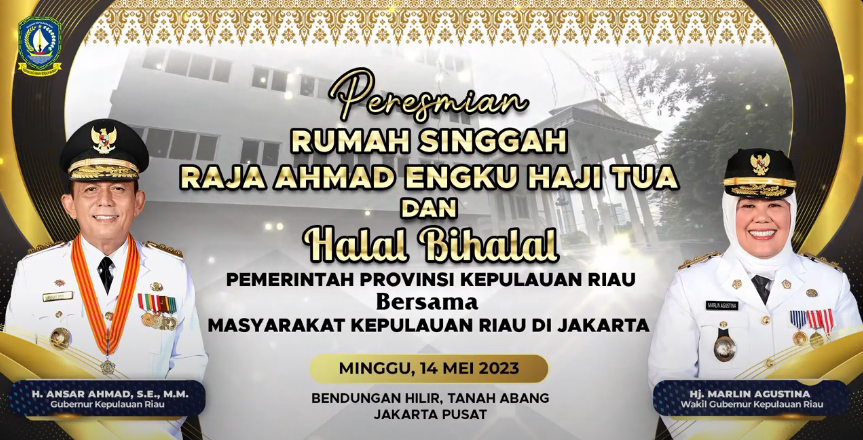 Peresmian
RUMAH SINGGAH
RAJA AHMAD ENGKU HAJI TUA
DAN
Halal Bihalal
PEMERINTAH PROVINSI KEPULAUAN RIAU
Bersama
MASYARAKAT KEPULAUAN RIAU DI JAKARTA
MINGGU, 14 MEI 2023
BENDUNGAN HILIR, TANAH ABANG
JAKARTA PUSAT
H. ANSAR AHMAD, S.E., M.M.
Gubernur Kepulauan Riau
MARLIN AGUSTINA
Hj. MARLIN AGUSTINA
Wakil Gubernur Kepulauan Riau